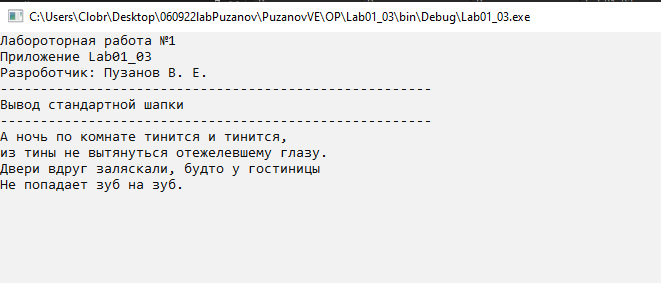 C:\Users\Clobr\Desktop\060922labPuzanov\PuzanovVE\OP\Lab01_03\bin\Debug\Lab01_03.exe
Лабороторная работа №1
Приложение Lab01_03
Разроботчик: Пузанов В. Е.
------------------------------------------------------
Вывод стандартной шапки
------------------------------------------------------
А ночь по комнате тинится и тинится,
из тины не вытянуться отежелевшему глазу.
Двери вдруг заляскали, будто у гостиницы
Не попадает зуб на зуб.